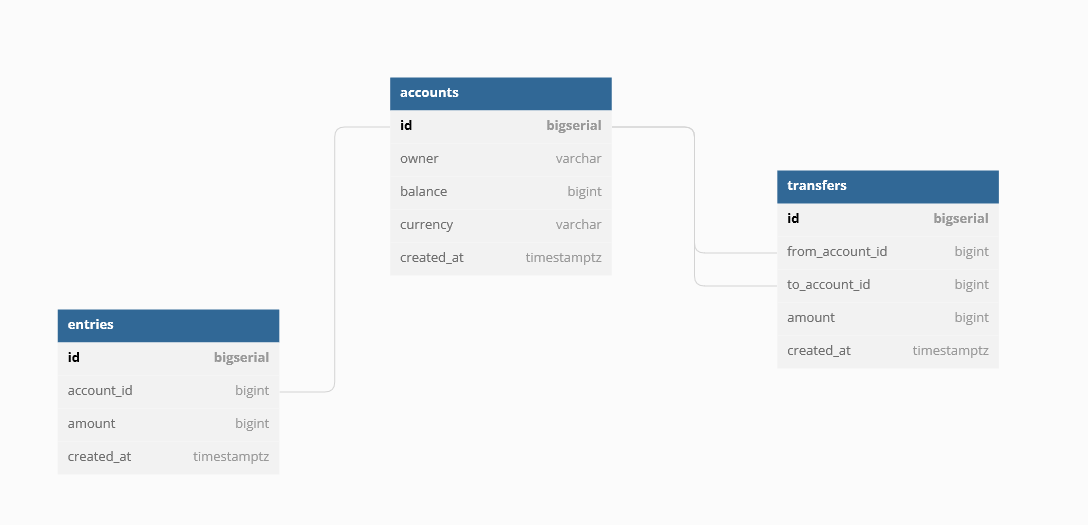 accounts
id bigserial
owner varchar
balance bigint
currency varchar
created_at timestamptz
transfers
id bigserial
from_account_id bigint
to_account_id bigint
amount bigint
created_at timestamptz
entries
id bigserial
account_id bigint
amount bigint
created_at timestamptz